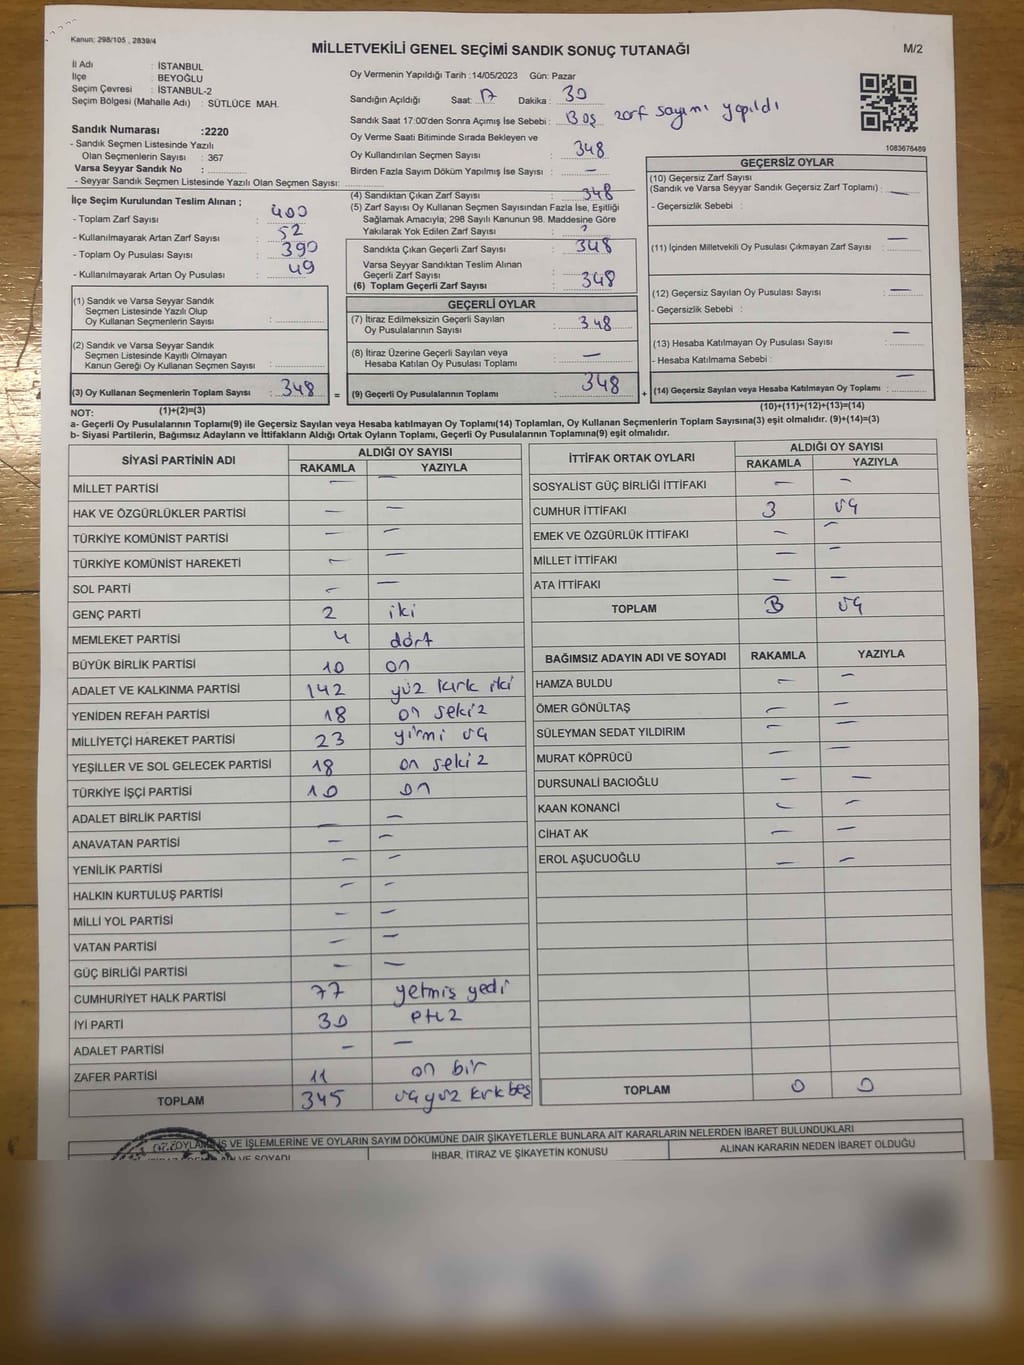 Kanun: 298/105 , 2839/4
MİLLETVEKİLİ GENEL SEÇİMİ SANDIK SONUÇ TUTANAĞI
M/2
İl Adı : İSTANBUL
İlçe : BEYOĞLU
Seçim Çevresi : İSTANBUL-2
Seçim Bölgesi (Mahalle Adı) : SÜTLÜCE MAH.
Sandık Numarası :2220
- Sandık Seçmen Listesinde Yazılı
Olan Seçmenlerin Sayısı : 367
Varsa Seyyar Sandık No :
- Seyyar Sandık Seçmen Listesinde Yazılı Olan Seçmen Sayısı:
İlçe Seçim Kurulundan Teslim Alınan ;
- Toplam Zarf Sayısı : 400
- Kullanılmayarak Artan Zarf Sayısı : 52
- Toplam Oy Pusulası Sayısı : 390
- Kullanılmayarak Artan Oy Pusulası : 49
Oy Vermenin Yapıldığı Tarih :14/05/2023 Gün: Pazar
Sandığın Açıldığı Saat: 17 Dakika : 30
Sandık Saat 17:00'den Sonra Açımış İse Sebebi : Boş zarf sayımı yapıldı
Oy Verme Saati Bitiminde Sırada Bekleyen ve
Oy Kullandırılan Seçmen Sayısı : 348
Birden Fazla Sayım Döküm Yapılmış İse Sayısı : —
(4) Sandıktan Çıkan Zarf Sayısı : 348
(5) Zarf Sayısı Oy Kullanan Seçmen Sayısından Fazla İse, Eşitliği
Sağlamak Amacıyla; 298 Sayılı Kanunun 98. Maddesine Göre
Yakılarak Yok Edilen Zarf Sayısı :
Sandıkta Çıkan Geçerli Zarf Sayısı : 348
Varsa Seyyar Sandıktan Teslim Alınan
Geçerli Zarf Sayısı :
(6) Toplam Geçerli Zarf Sayısı : 348
1083676489
GEÇERSİZ OYLAR
(10) Geçersiz Zarf Sayısı
(Sandık ve Varsa Seyyar Sandık Geçersiz Zarf Toplamı) : —
- Geçersizlik Sebebi :
(11) İçinden Milletvekili Oy Pusulası Çıkmayan Zarf Sayısı : —
(12) Geçersiz Sayılan Oy Pusulası Sayısı : —
- Geçersizlik Sebebi :
(13) Hesaba Katılmayan Oy Pusulası Sayısı : —
- Hesaba Katılmama Sebebi :
(14) Geçersiz Sayılan veya Hesaba Katılmayan Oy Toplamı : —
(1) Sandık ve Varsa Seyyar Sandık
Seçmen Listesinde Yazılı Olup
Oy Kullanan Seçmenlerin Sayısı :
(2) Sandık ve Varsa Seyyar Sandık
Seçmen Listesinde Kayıtlı Olmayan
Kanun Gereği Oy Kullanan Seçmen Sayısı :
(3) Oy Kullanan Seçmenlerin Toplam Sayısı : 348 =
GEÇERLİ OYLAR
(7) İtiraz Edilmeksizin Geçerli Sayılan
Oy Pusulalarının Sayısı : 348
(8) İtiraz Üzerine Geçerli Sayılan veya
Hesaba Katılan Oy Pusulası Toplamı : —
(9) Geçerli Oy Pusulalarının Toplamı : 348 +
NOT: (1)+(2)=(3)
(10)+(11)+(12)+(13)=(14)
a- Geçerli Oy Pusulalarının Toplamı(9) ile Geçersiz Sayılan veya Hesaba katılmayan Oy Toplamı(14) Toplamları, Oy Kullanan Seçmenlerin Toplam Sayısına(3) eşit olmalıdır. (9)+(14)=(3)
b- Siyasi Partilerin, Bağımsız Adayların ve İttifakların Aldığı Ortak Oyların Toplamı, Geçerli Oy Pusulalarının Toplamına(9) eşit olmalıdır.
SİYASİ PARTİNİN ADI ALDIĞI OY SAYISI
RAKAMLA YAZIYLA
MİLLET PARTİSİ — —
HAK VE ÖZGÜRLÜKLER PARTİSİ — —
TÜRKİYE KOMÜNİST PARTİSİ — —
TÜRKİYE KOMÜNİST HAREKETİ — —
SOL PARTİ — —
GENÇ PARTİ 2 iki
MEMLEKET PARTİSİ 4 dört
BÜYÜK BİRLİK PARTİSİ 10 on
ADALET VE KALKINMA PARTİSİ 142 yüz kırk iki
YENİDEN REFAH PARTİSİ 18 on sekiz
MİLLİYETÇİ HAREKET PARTİSİ 23 yirmi üç
YEŞİLLER VE SOL GELECEK PARTİSİ 18 on sekiz
TÜRKİYE İŞÇİ PARTİSİ 10 on
ADALET BİRLİK PARTİSİ — —
ANAVATAN PARTİSİ — —
YENİLİK PARTİSİ — —
HALKIN KURTULUŞ PARTİSİ — —
MİLLİ YOL PARTİSİ — —
VATAN PARTİSİ — —
GÜÇ BİRLİĞİ PARTİSİ — —
CUMHURİYET HALK PARTİSİ 77 yetmiş yedi
İYİ PARTİ 30 otuz
ADALET PARTİSİ — —
ZAFER PARTİSİ 11 on bir
TOPLAM 345 üçyüz kırkbeş
İTTİFAK ORTAK OYLARI ALDIĞI OY SAYISI
RAKAMLA YAZIYLA
SOSYALİST GÜÇ BİRLİĞİ İTTİFAKI — —
CUMHUR İTTİFAKI 3 üç
EMEK VE ÖZGÜRLÜK İTTİFAKI — —
MİLLET İTTİFAKI — —
ATA İTTİFAKI — —
TOPLAM 3 üç
BAĞIMSIZ ADAYIN ADI VE SOYADI RAKAMLA YAZIYLA
HAMZA BULDU — —
ÖMER GÖNÜLTAŞ — —
SÜLEYMAN SEDAT YILDIRIM — —
MURAT KÖPRÜCÜ — —
DURSUNALİ BACIOĞLU — —
KAAN KONANCİ — —
CİHAT AK — —
EROL AŞUCUOĞLU — —
TOPLAM 0 0
VE İŞLEMLERİNE VE OYLARIN SAYIM DÖKÜMÜNE DAİR ŞİKAYETLERLE BUNLARA AİT KARARLARIN NELERDEN İBARET BULUNDUKLARI
VE SOYADI İHBAR, İTİRAZ VE ŞİKAYETİN KONUSU ALINAN KARARIN NEDEN İBARET OLDUĞU